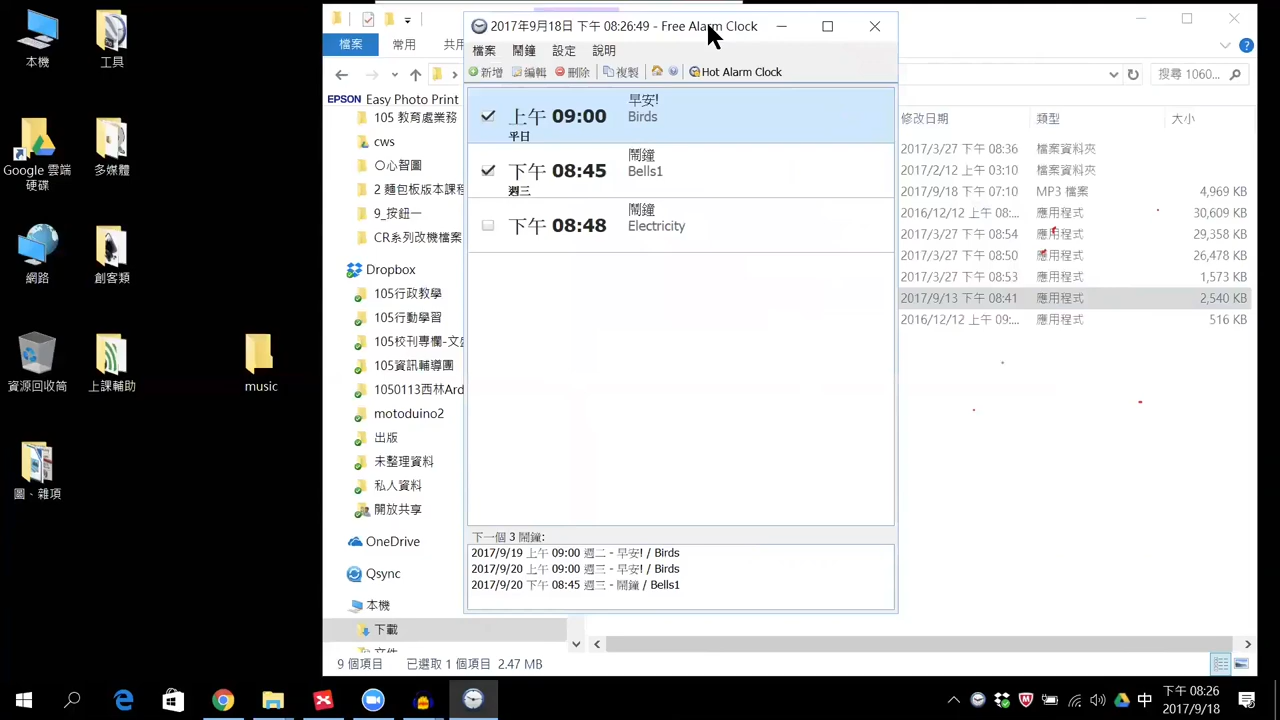 2017年9月18日 下午 08:26:49 - Free Alarm Clock
檔案 鬧鐘 設定 說明
新增 編輯 刪除 複製 Hot Alarm Clock
上午 09:00 早安!
Birds
平日
下午 08:45 鬧鐘
Bells1
週三
下午 08:48 鬧鐘
Electricity
下一個 3 鬧鐘:
2017/9/19 上午 09:00 週二 - 早安! / Birds
2017/9/20 上午 09:00 週三 - 早安! / Birds
2017/9/20 下午 08:45 週三 - 鬧鐘 / Bells1
本機
工具
Google 雲端
硬碟
多媒體
網路
創客類
資源回收筒
上課輔助
music
圖、雜項
檔案 常用 共用
搜尋 1060...
EPSON Easy Photo Print
105 教育處業務
cws
心智圖
2 麵包板版本課程
9_按鈕一
CR系列改機檔案
Dropbox
105行政教學
105行動學習
105校刊專欄-文
105資訊輔導團
1050113西林Ard
motoduino2
出版
未整理資料
私人資料
開放共享
OneDrive
Qsync
本機
下載
修改日期 類型 大小
2017/3/27 下午 08:36 檔案資料夾
2017/2/12 下午 03:10 檔案資料夾
2017/9/18 下午 07:10 MP3 檔案 4,969 KB
2016/12/12 上午 08:... 應用程式 30,609 KB
2017/3/27 下午 08:54 應用程式 29,358 KB
2017/3/27 下午 08:50 應用程式 26,478 KB
2017/3/27 下午 08:53 應用程式 1,573 KB
2017/9/13 下午 08:41 應用程式 2,540 KB
2016/12/12 上午 09:... 應用程式 516 KB
9 個項目 已選取 1 個項目 2.47 MB
中
下午 08:26
2017/9/18